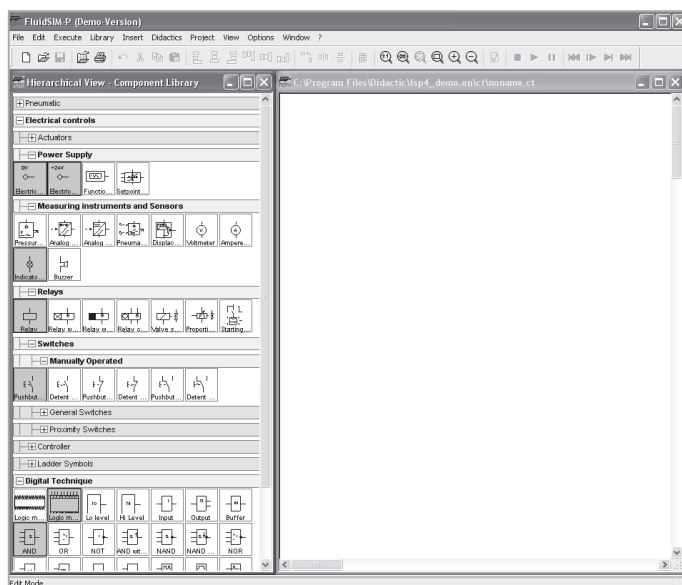 FluidSIM-P (Demo-Version)
File Edit Execute Library Insert Didactics Project View Options Window ?
Hierarchical View - Component Library
C:\Program Files\Didactic\fsp4_demo.en\ct\noname.ct
Pneumatic
Electrical controls
Actuators
Power Supply
0V +24V
Electric... Electric... Functio... Setpoint...
Measuring instruments and Sensors
Pressur... Analog ... Analog ... Pneuma... Displac... Voltmeter Ampere...
Indicato... Buzzer
Relays
Relay Relay w... Relay w... Relay c... Valve s... Proporti... Starting...
Switches
Manually Operated
Pushbut... Detent ... Pushbut... Detent ... Pushbut... Detent ...
General Switches
Proximity Switches
Controller
Ladder Symbols
Digital Technique
Lo HI
Logic m... Logic m... Lo level Hi Level Input Output Buffer
AND OR NOT AND wit... NAND NAND ... NOR
Edit Mode